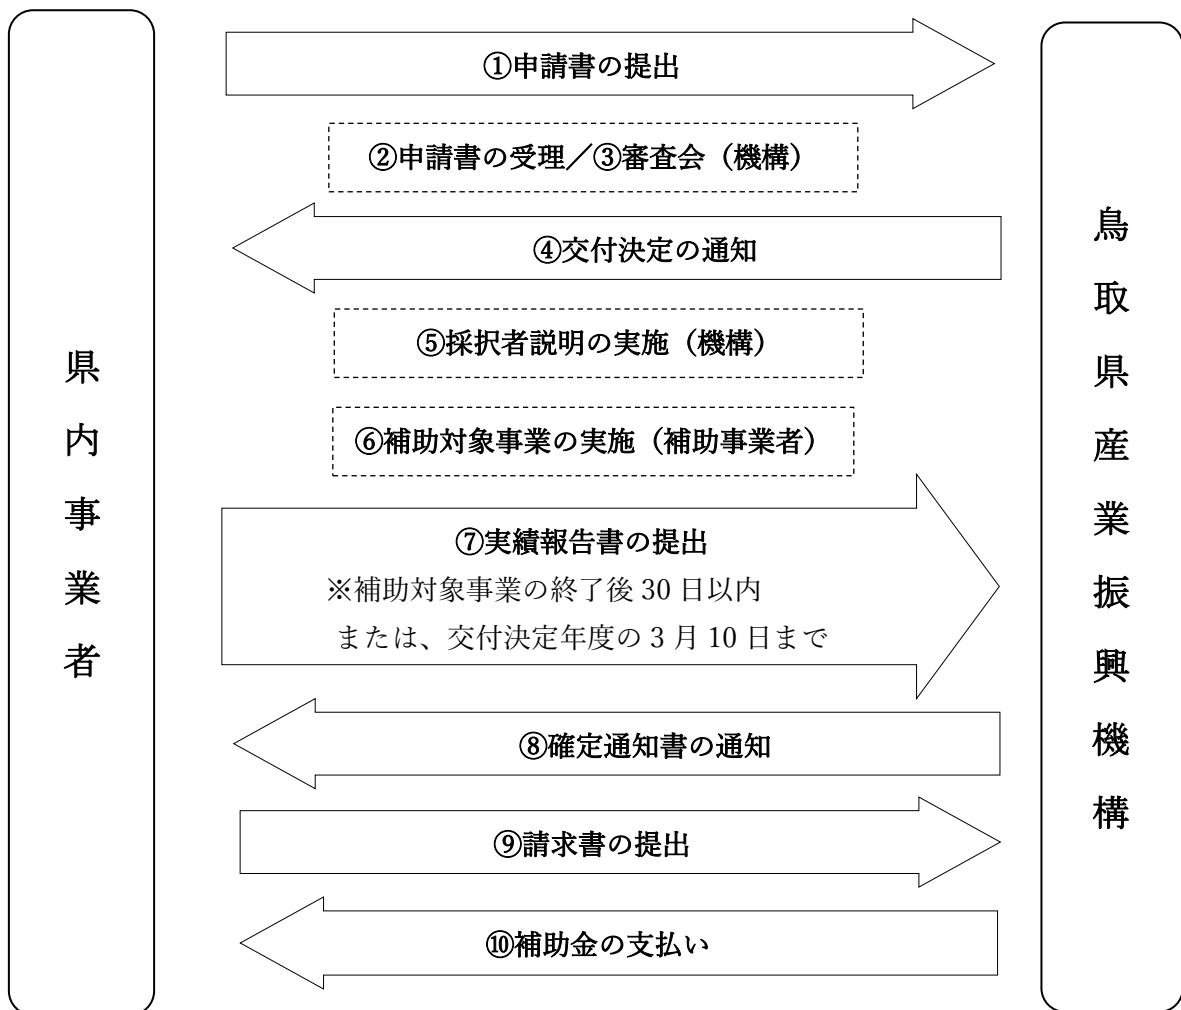 県内事業者
①申請書の提出
②申請書の受理／③審査会（機構）
④交付決定の通知
⑤採択者説明の実施（機構）
⑥補助対象事業の実施（補助事業者）
⑦実績報告書の提出
※補助対象事業の終了後 30 日以内
または、交付決定年度の 3 月 10 日まで
⑧確定通知書の通知
⑨請求書の提出
⑩補助金の支払い
鳥取県産業振興機構